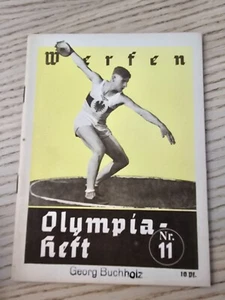 Werfen
Olympia-
Heft
Nr.
11
Georg Buchholz
10 Pf.